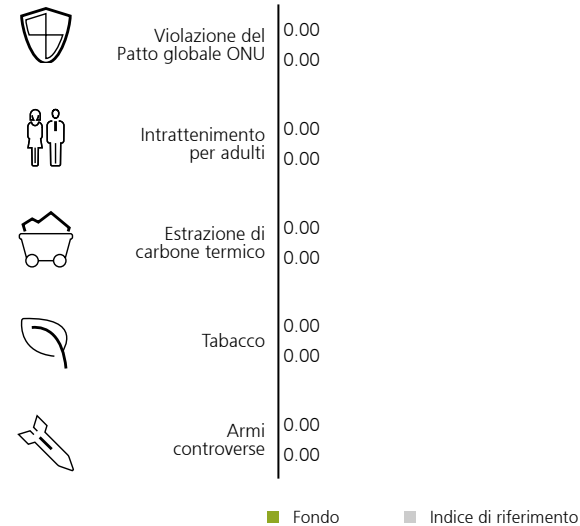 Violazione del
Patto globale ONU
0.00
0.00
Intrattenimento
per adulti
0.00
0.00
Estrazione di
carbone termico
0.00
0.00
Tabacco
0.00
0.00
Armi
controverse
0.00
0.00
Fondo
Indice di riferimento